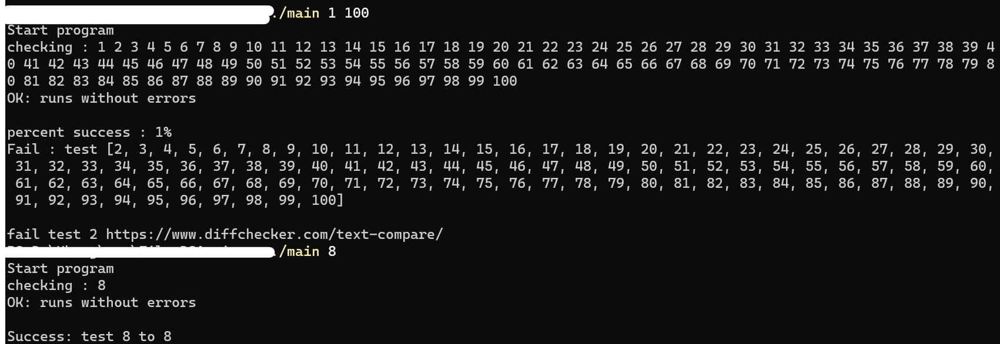 ./main 1 100
Start program
checking : 1 2 3 4 5 6 7 8 9 10 11 12 13 14 15 16 17 18 19 20 21 22 23 24 25 26 27 28 29 30 31 32 33 34 35 36 37 38 39 4
0 41 42 43 44 45 46 47 48 49 50 51 52 53 54 55 56 57 58 59 60 61 62 63 64 65 66 67 68 69 70 71 72 73 74 75 76 77 78 79 8
0 81 82 83 84 85 86 87 88 89 90 91 92 93 94 95 96 97 98 99 100
OK: runs without errors
percent success : 1%
Fail : test [2, 3, 4, 5, 6, 7, 8, 9, 10, 11, 12, 13, 14, 15, 16, 17, 18, 19, 20, 21, 22, 23, 24, 25, 26, 27, 28, 29, 30,
31, 32, 33, 34, 35, 36, 37, 38, 39, 40, 41, 42, 43, 44, 45, 46, 47, 48, 49, 50, 51, 52, 53, 54, 55, 56, 57, 58, 59, 60,
61, 62, 63, 64, 65, 66, 67, 68, 69, 70, 71, 72, 73, 74, 75, 76, 77, 78, 79, 80, 81, 82, 83, 84, 85, 86, 87, 88, 89, 90,
91, 92, 93, 94, 95, 96, 97, 98, 99, 100]
fail test 2 https://www.diffchecker.com/text-compare/
./main 8
Start program
checking : 8
OK: runs without errors
Success: test 8 to 8